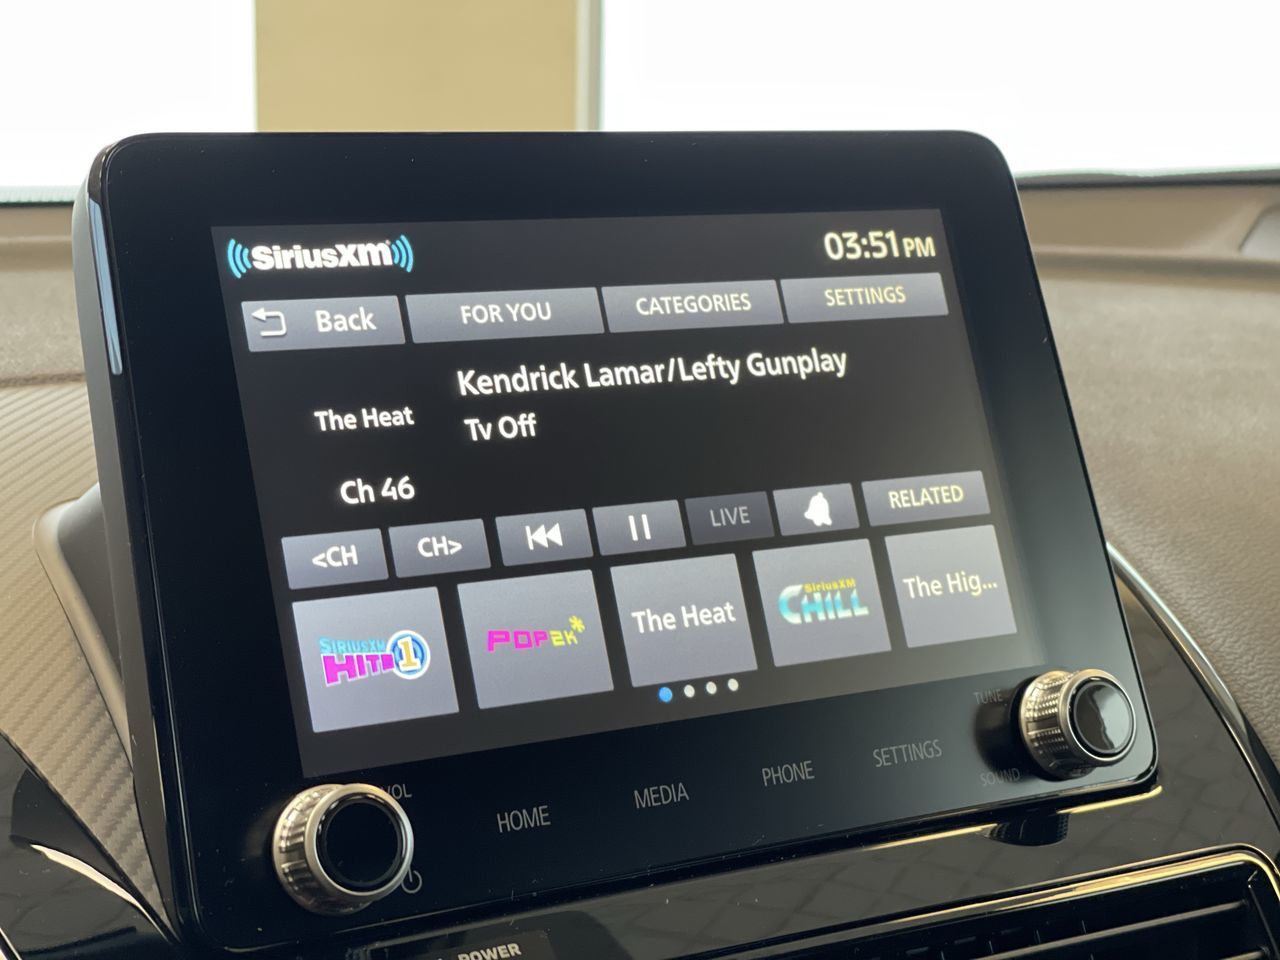 SiriusXM
03:51 PM
Back
FOR YOU
CATEGORIES
SETTINGS
Kendrick Lamar/Lefty Gunplay
The Heat
Tv Off
Ch 46
<CH
CH>
LIVE
RELATED
SIRIUSXM HITS 1
POP2K*
The Heat
SiriusXM CHILL
The Hig...
VOL
HOME
MEDIA
PHONE
SETTINGS
TUNE
SOUND
POWER